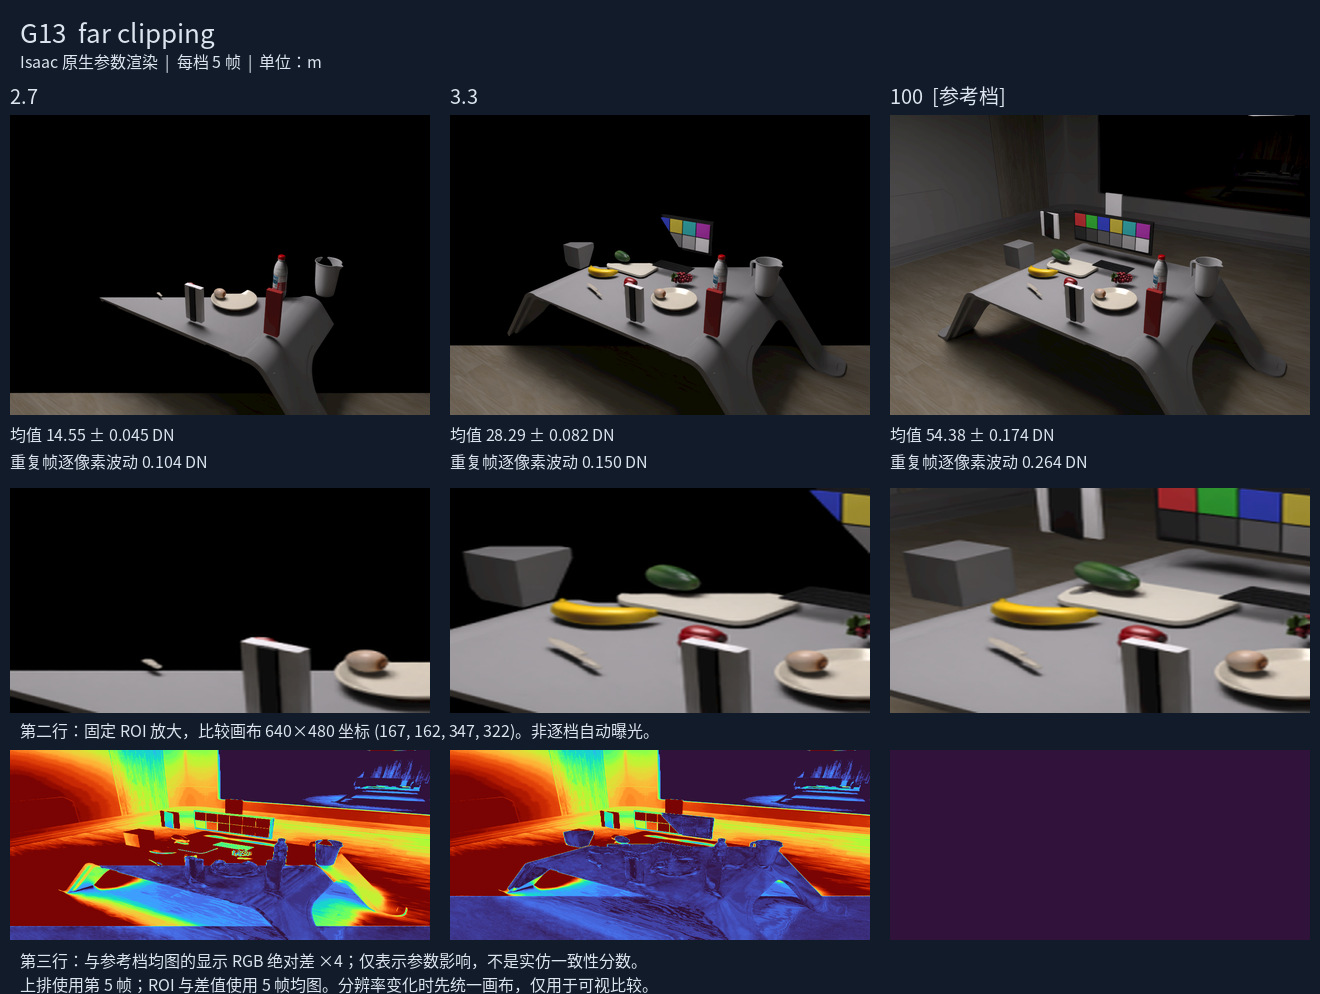 G13 far clipping
Isaac 原生参数渲染 | 每档 5 帧 | 单位：m
2.7
3.3
100 [参考档]
均值 14.55 ± 0.045 DN
重复帧逐像素波动 0.104 DN
均值 28.29 ± 0.082 DN
重复帧逐像素波动 0.150 DN
均值 54.38 ± 0.174 DN
重复帧逐像素波动 0.264 DN
第二行：固定 ROI 放大，比较画布 640×480 坐标 (167, 162, 347, 322)。非逐档自动曝光。
第三行：与参考档均图的显示 RGB 绝对差 ×4；仅表示参数影响，不是实仿一致性分数。
上排使用第 5 帧；ROI 与差值使用 5 帧均图。分辨率变化时先统一画布，仅用于可视比较。